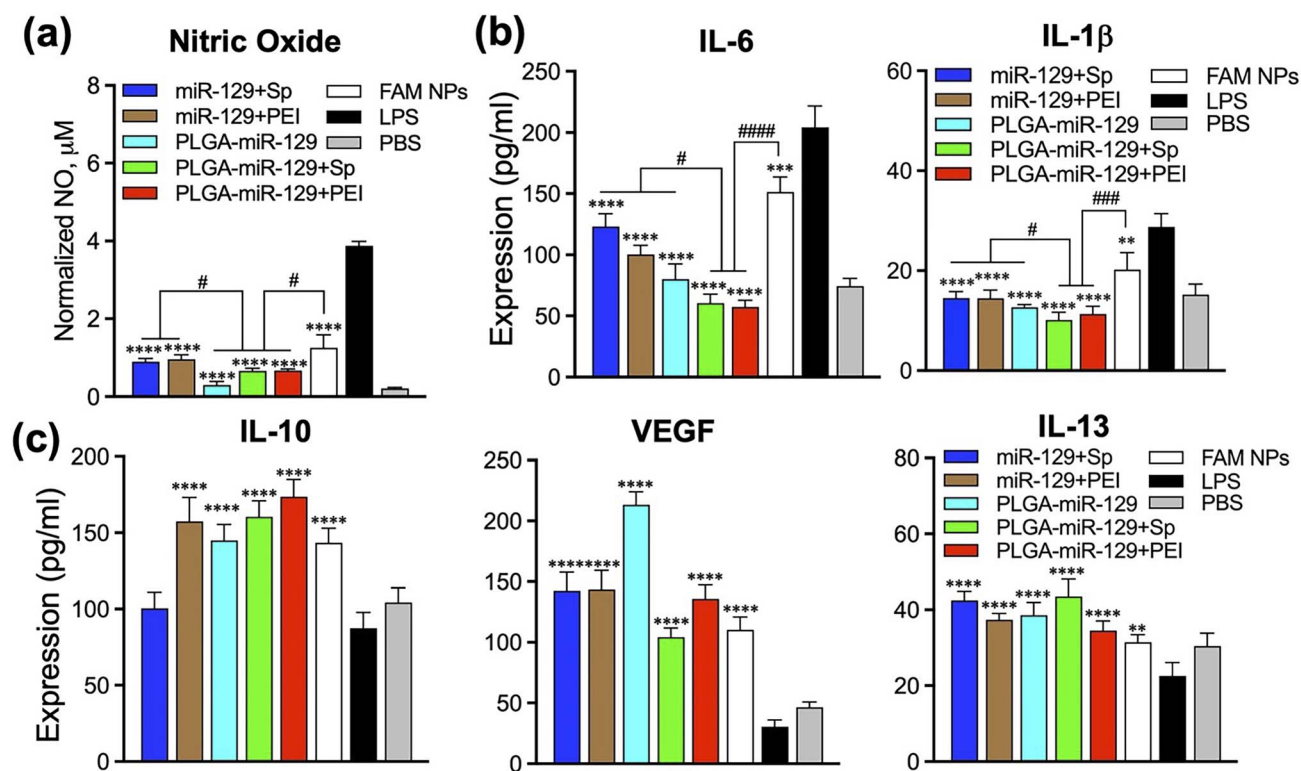 (a)
Nitric Oxide
Normalized NO, μM
8
6
4
2
0
miR-129+Sp
miR-129+PEI
PLGA-miR-129
PLGA-miR-129+Sp
PLGA-miR-129+PEI
FAM NPs
LPS
PBS
#
#
****
****
****
****
****
****
(b)
IL-6
Expression (pg/ml)
250
200
150
100
50
0
####
#
***
****
****
****
****
****
IL-1β
60
40
20
0
miR-129+Sp
miR-129+PEI
PLGA-miR-129
PLGA-miR-129+Sp
PLGA-miR-129+PEI
FAM NPs
LPS
PBS
###
#
**
****
****
****
****
****
(c)
IL-10
Expression (pg/ml)
200
150
100
50
0
****
****
****
****
****
VEGF
250
200
150
100
50
0
****
********
****
****
****
IL-13
80
60
40
20
0
miR-129+Sp
miR-129+PEI
PLGA-miR-129
PLGA-miR-129+Sp
PLGA-miR-129+PEI
FAM NPs
LPS
PBS
****
****
****
****
****
**